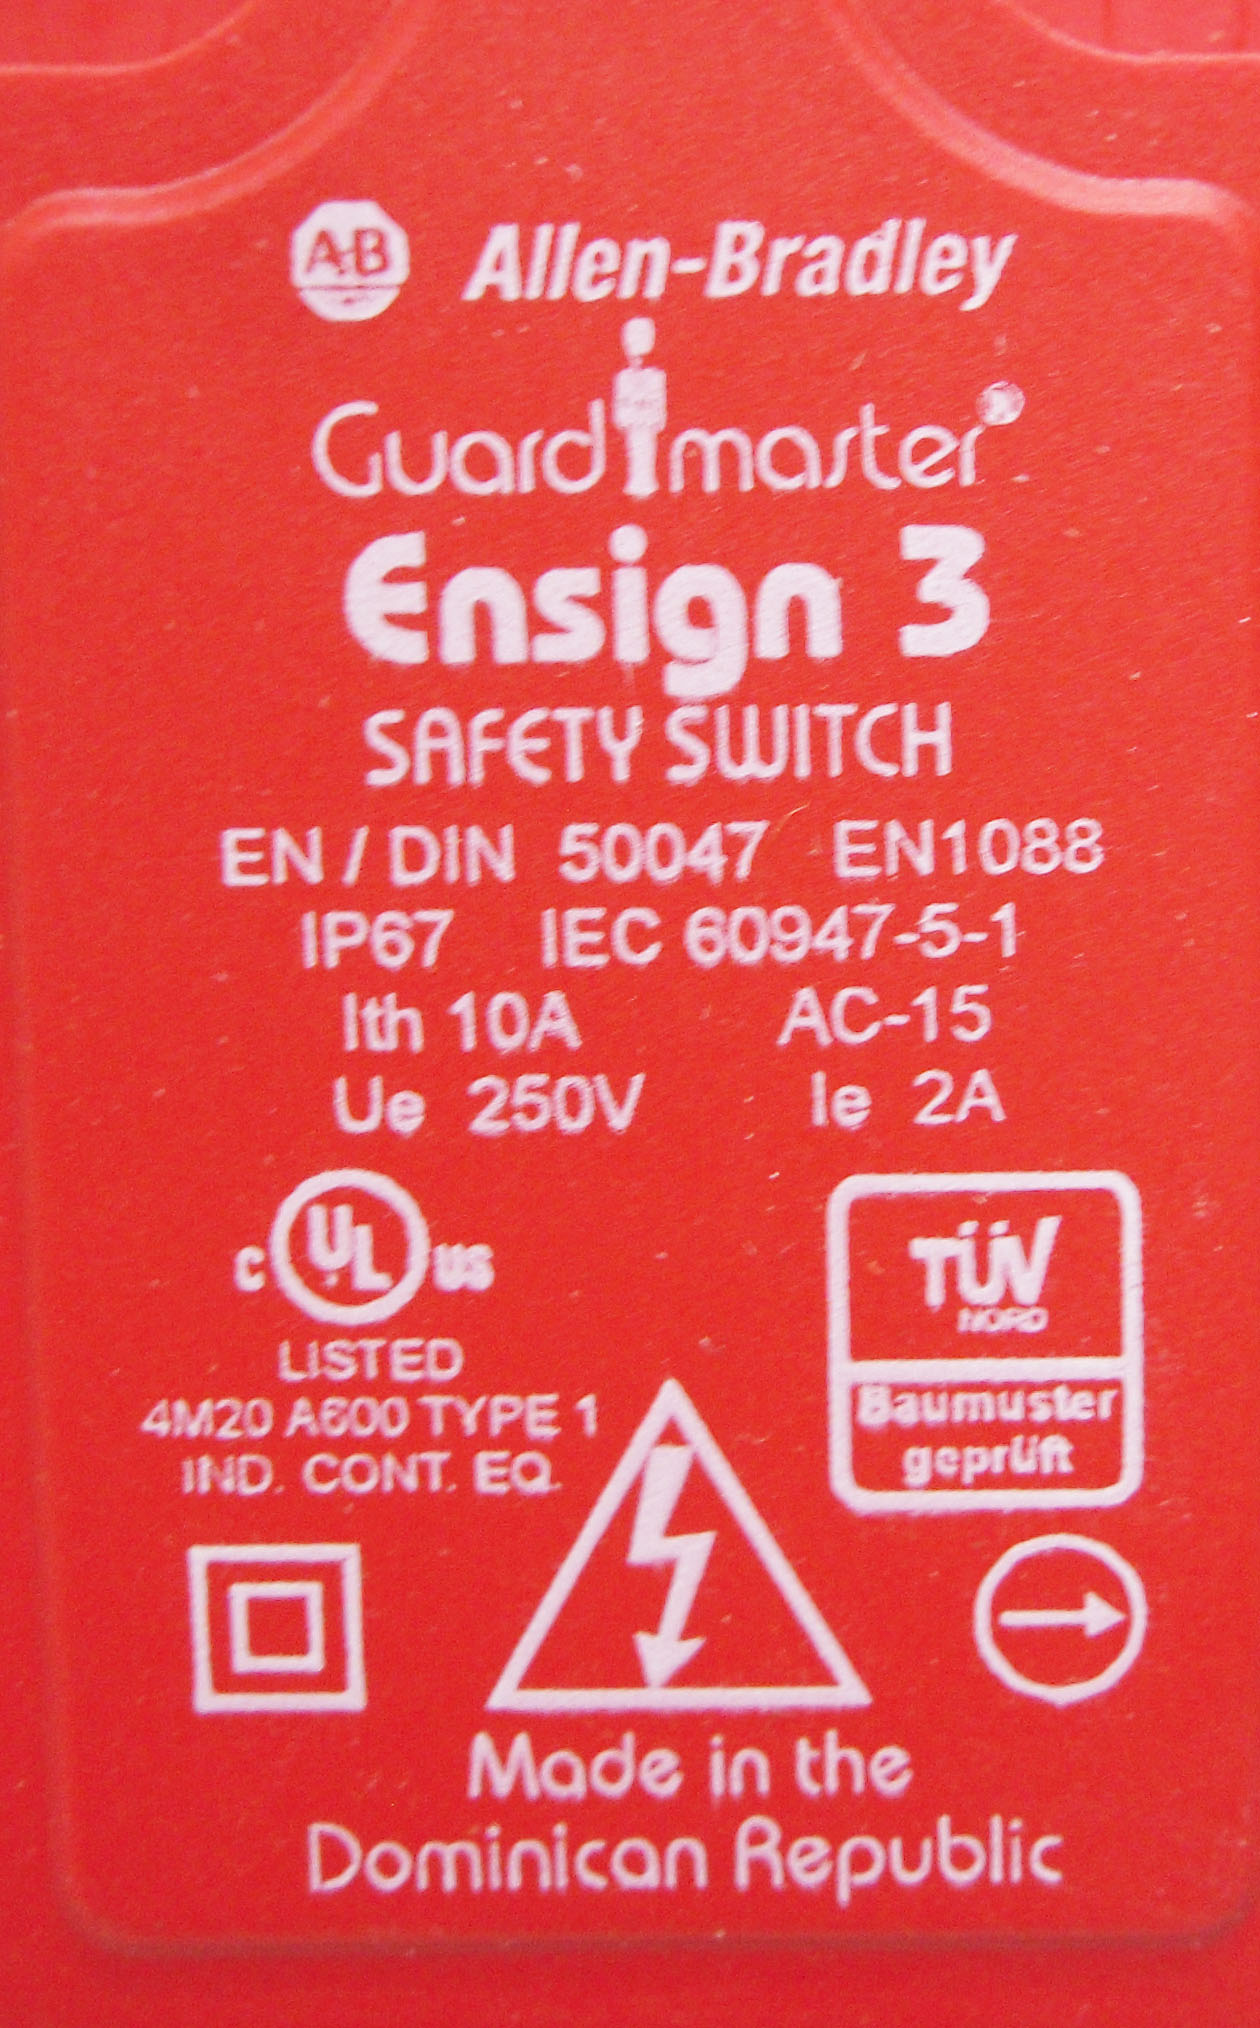 A-B Allen-Bradley
Guardmaster®
Ensign 3
SAFETY SWITCH
EN / DIN 50047 EN1088
IP67 IEC 60947-5-1
Ith 10A AC-15
Ue 250V Ie 2A
C UL US
LISTED
4M20 A600 TYPE 1
IND. CONT. EQ.
TÜV
NORD
Baumuster
geprüft
Made in the
Dominican Republic